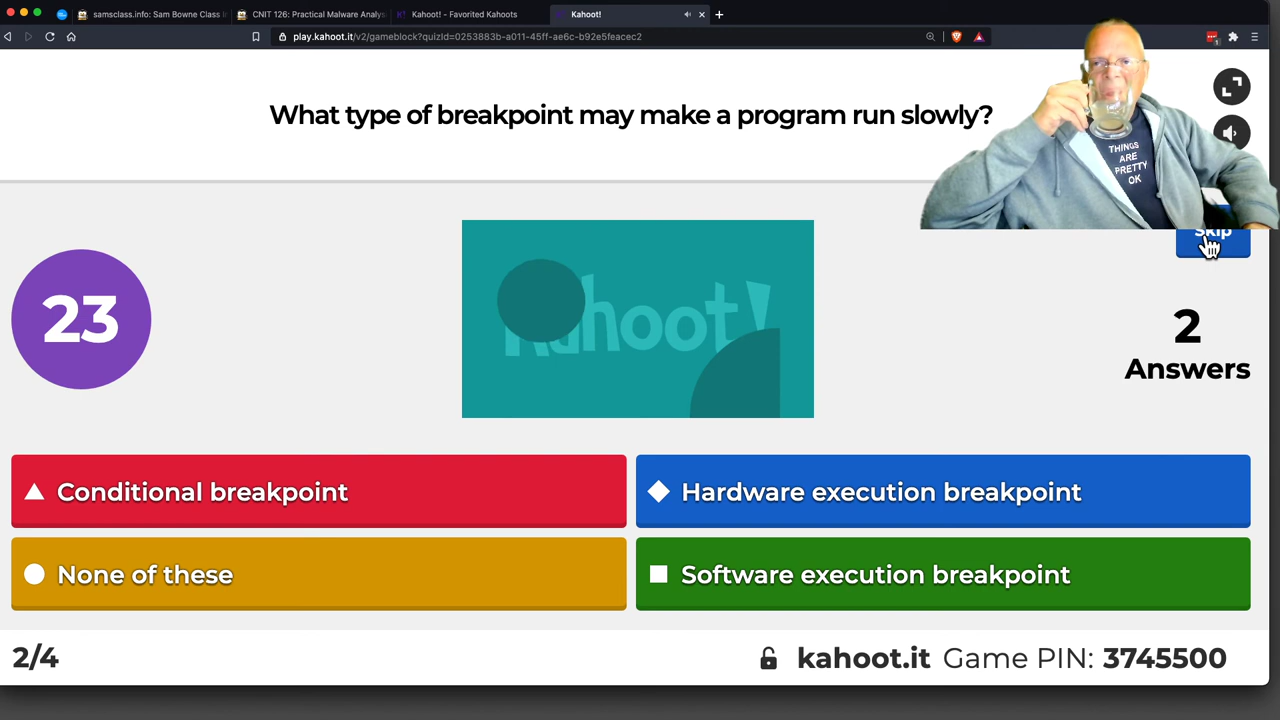 samsclass.info: Sam Bowne Class I
CNIT 126: Practical Malware Analys
Kahoot! - Favorited Kahoots
Kahoot!
play.kahoot.it/v2/gameblock?quizId=0253883b-a011-45ff-ae6c-b92e5feacec2
What type of breakpoint may make a program run slowly?
THINGS
ARE
PRETTY
OK
Skip
23
Kahoot!
2
Answers
Conditional breakpoint
Hardware execution breakpoint
None of these
Software execution breakpoint
2/4
kahoot.it Game PIN: 3745500